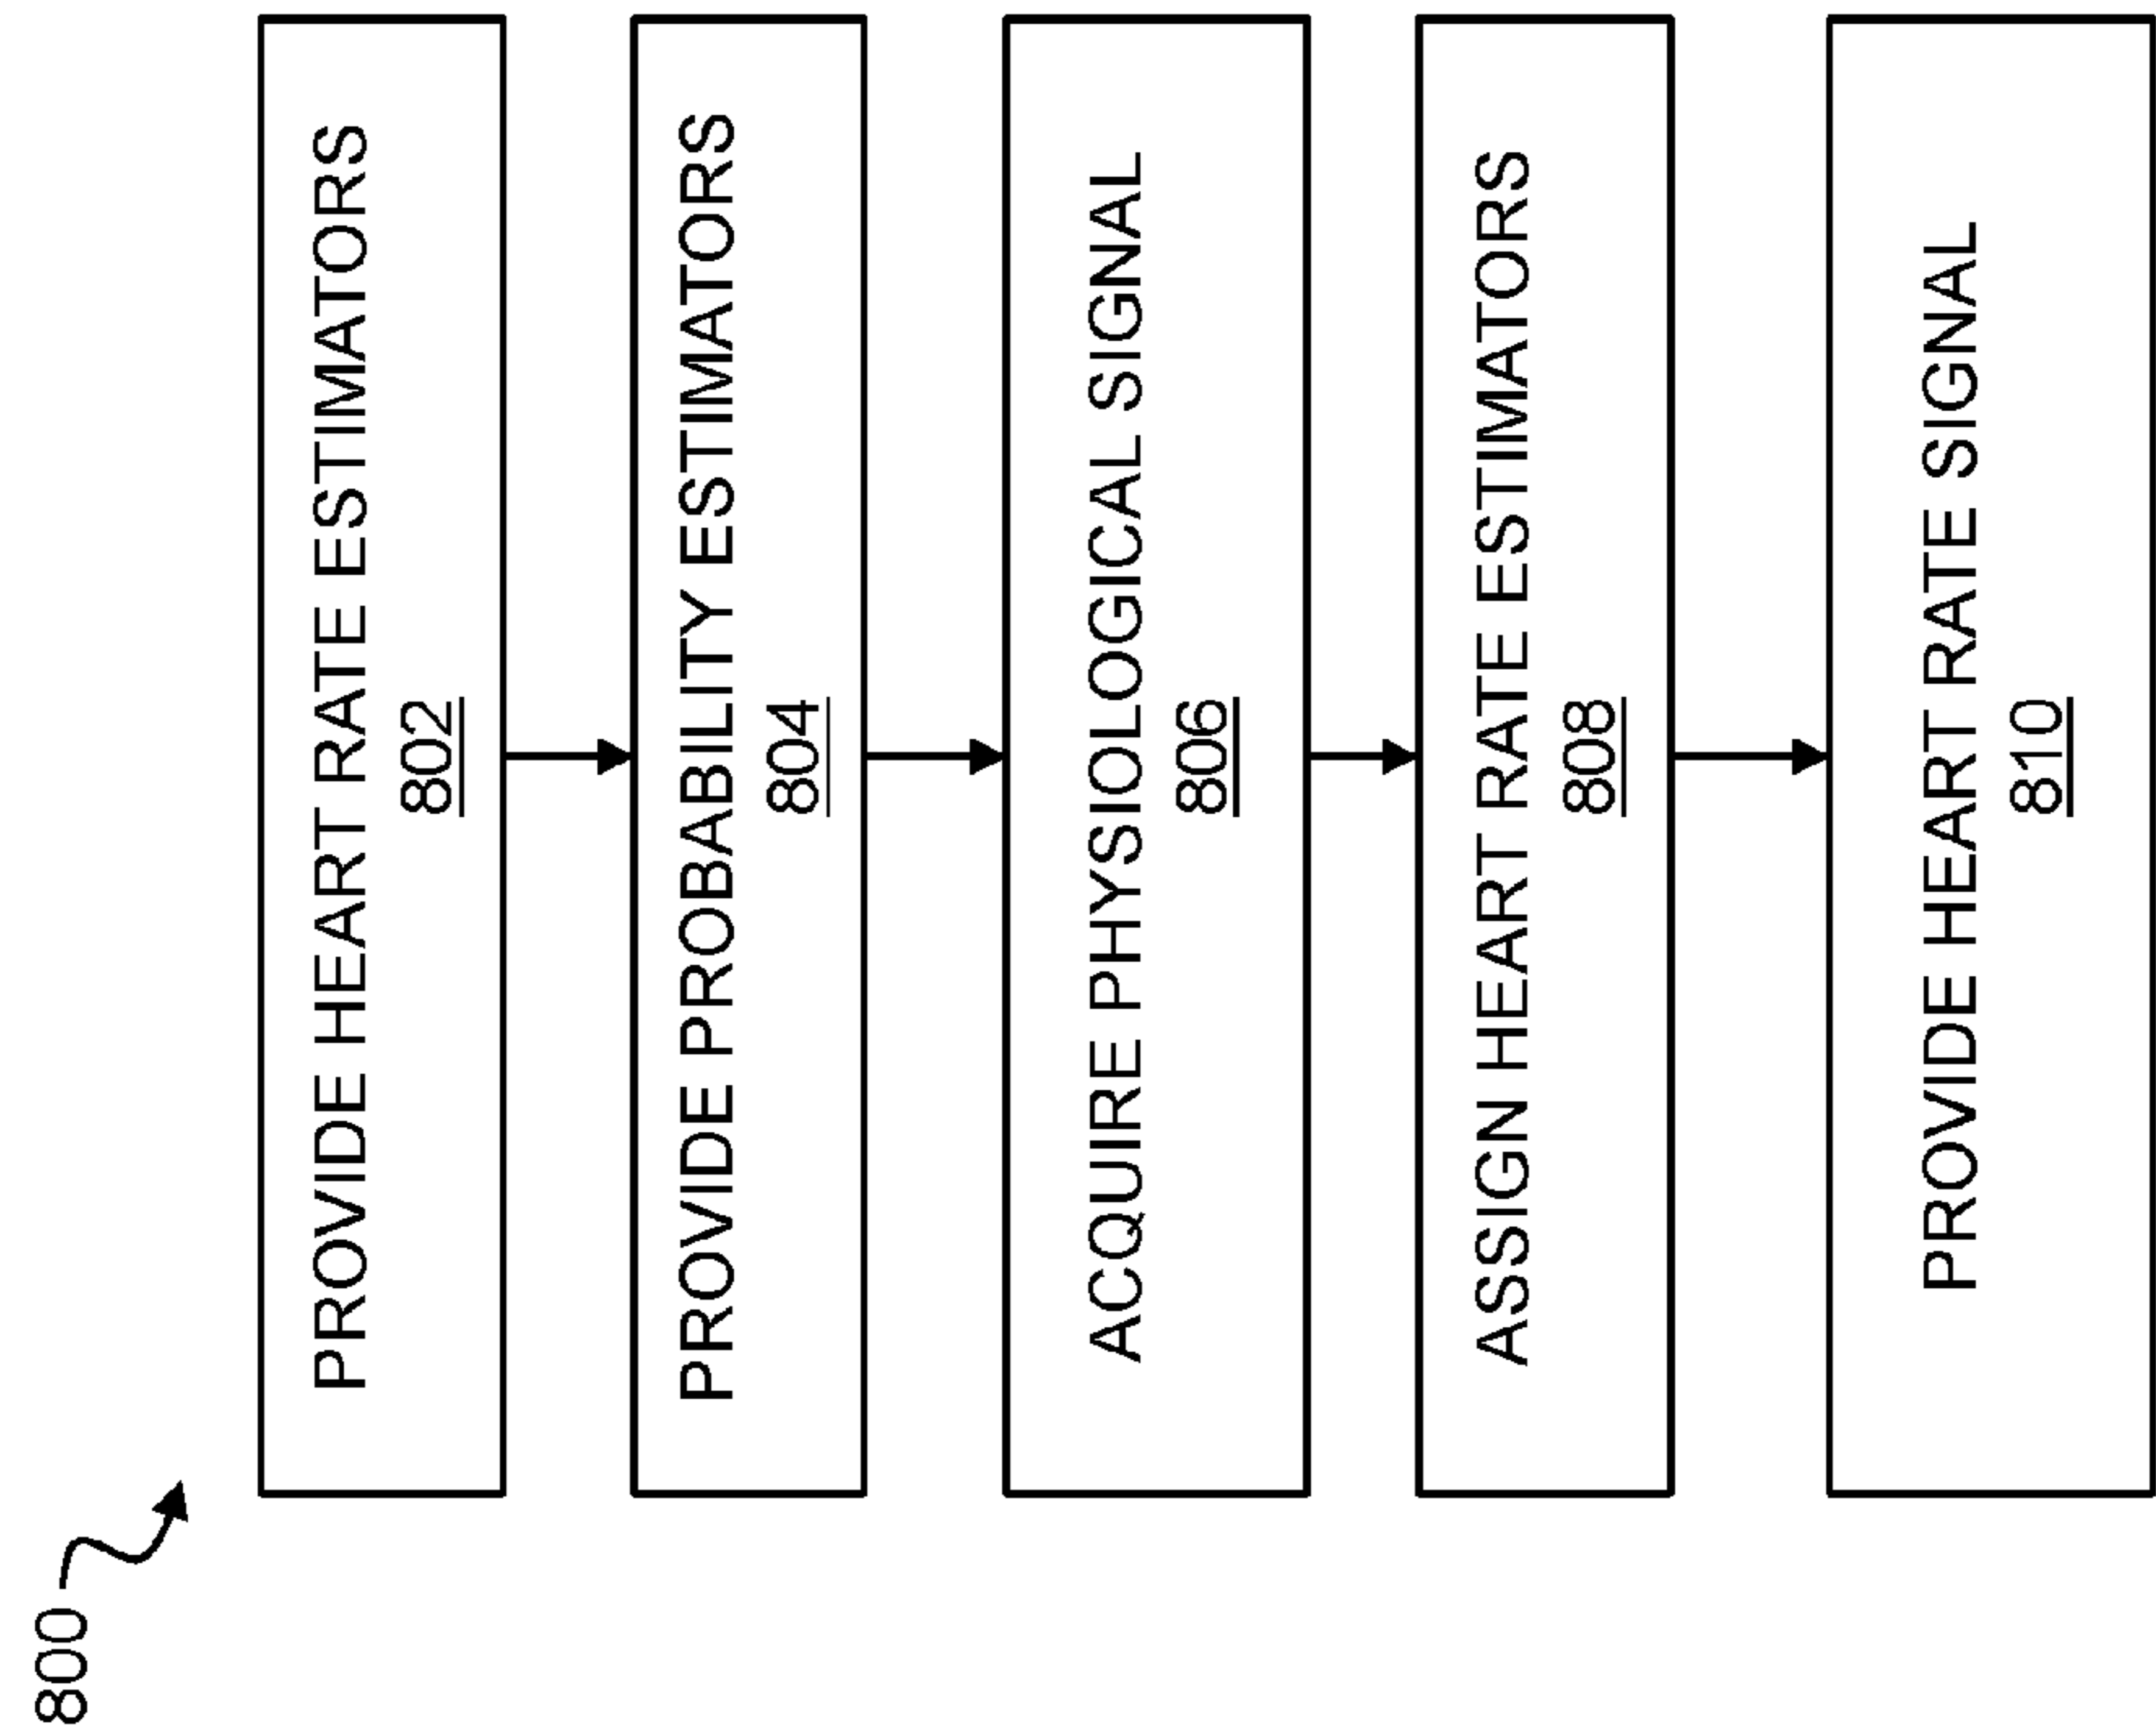 800
PROVIDE HEART RATE ESTIMATORS
802
PROVIDE PROBABILITY ESTIMATORS
804
ACQUIRE PHYSIOLOGICAL SIGNAL
806
ASSIGN HEART RATE ESTIMATORS
808
PROVIDE HEART RATE SIGNAL
810